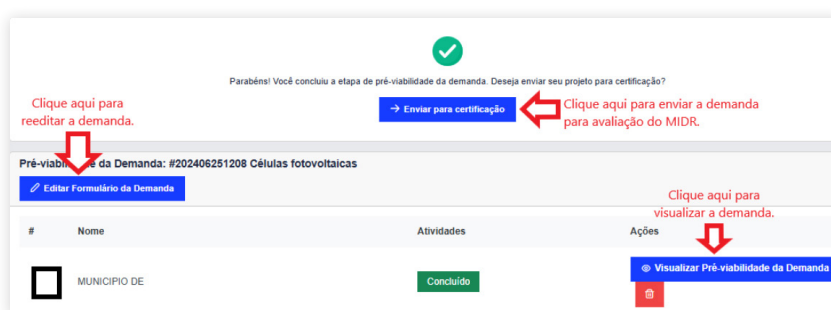 Parabéns! Você concluiu a etapa de pré-viabilidade da demanda. Deseja enviar seu projeto para certificação?
→ Enviar para certificação
Clique aqui para enviar a demanda
para avaliação do MIDR.
Clique aqui para
reeditar a demanda.
Pré-viabilidade da Demanda: #202406251208 Células fotovoltaicas
Editar Formulário da Demanda
Clique aqui para
visualizar a demanda.
# Nome Atividades Ações
MUNICIPIO DE Concluído Visualizar Pré-viabilidade da Demanda